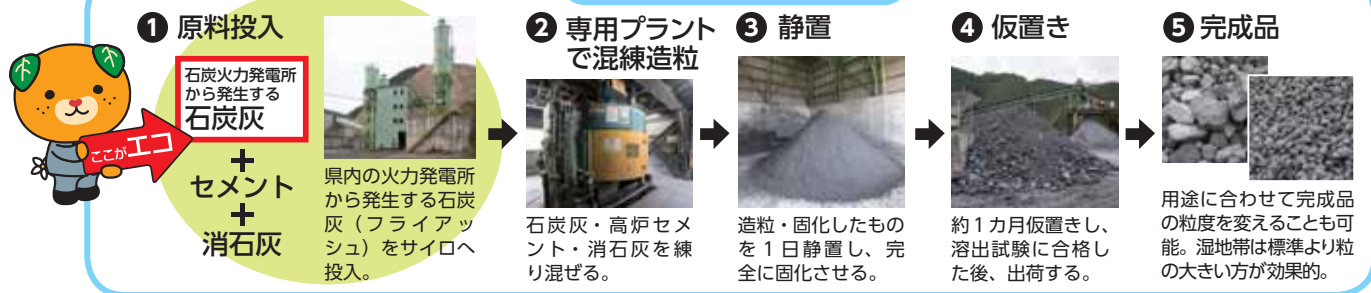 ❶ 原料投入
石炭火力発電所
から発生する
石炭灰
＋
セメント
＋
消石灰
ここがエコ
県内の火力発電所
から発生する石炭
灰（フライアッ
シュ）をサイロへ
投入。
❷ 専用プラント
で混練造粒
石炭灰・高炉セメ
ント・消石灰を練
り混ぜる。
❸ 静置
造粒・固化したもの
を１日静置し、完
全に固化させる。
❹ 仮置き
約１カ月仮置きし、
溶出試験に合格し
た後、出荷する。
❺ 完成品
用途に合わせて完成品
の粒度を変えることも可
能。湿地帯は標準より粒
の大きい方が効果的。